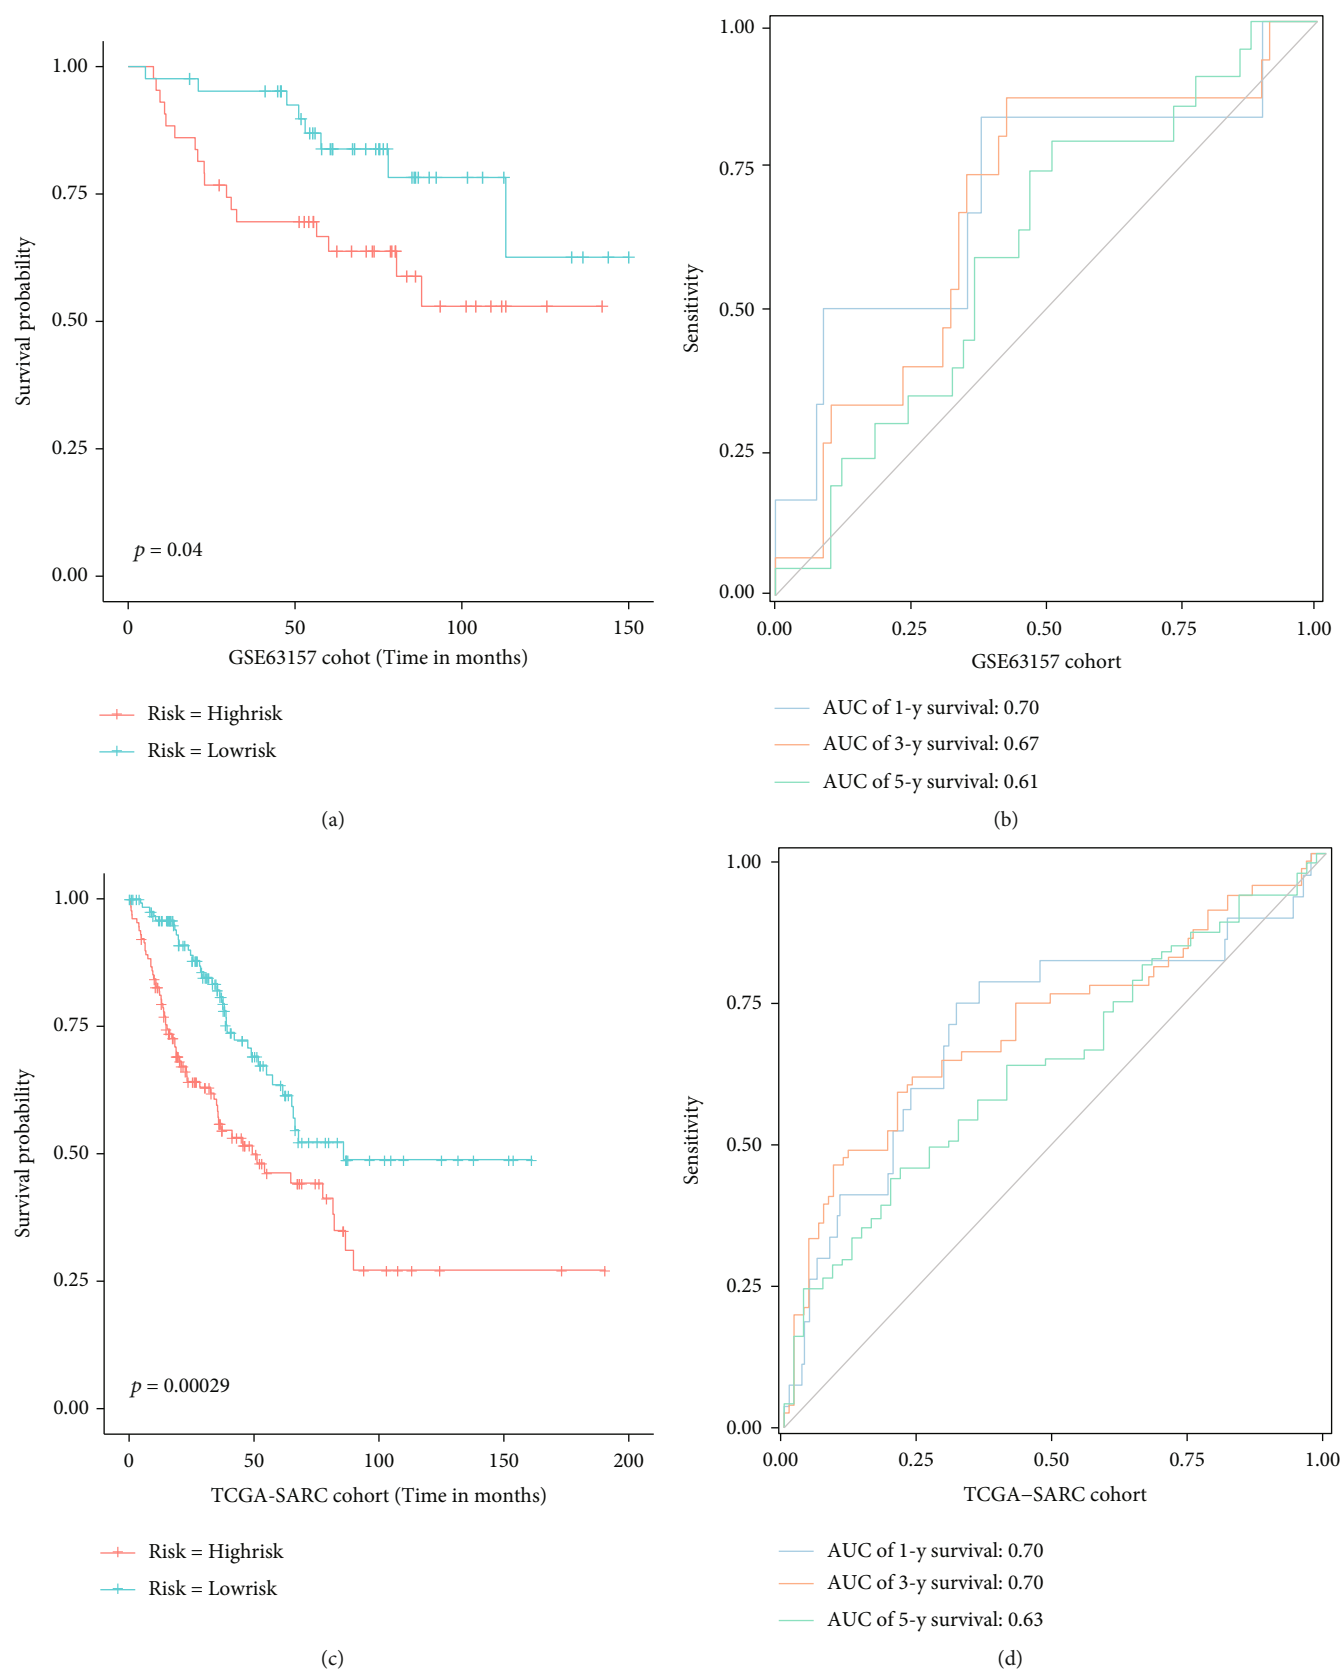 1.00
0.75
0.50
0.25
0.00
Survival probability
p = 0.04
0
50
100
150
GSE63157 cohot (Time in months)
Risk = Highrisk
Risk = Lowrisk
(a)
1.00
0.75
0.50
0.25
0.00
Sensitivity
0.00
0.25
0.50
0.75
1.00
GSE63157 cohort
AUC of 1-y survival: 0.70
AUC of 3-y survival: 0.67
AUC of 5-y survival: 0.61
(b)
1.00
0.75
0.50
0.25
0.00
Survival probability
p = 0.00029
0
50
100
150
200
TCGA-SARC cohort (Time in months)
Risk = Highrisk
Risk = Lowrisk
(c)
1.00
0.75
0.50
0.25
0.00
Sensitivity
0.00
0.25
0.50
0.75
1.00
TCGA−SARC cohort
AUC of 1-y survival: 0.70
AUC of 3-y survival: 0.70
AUC of 5-y survival: 0.63
(d)